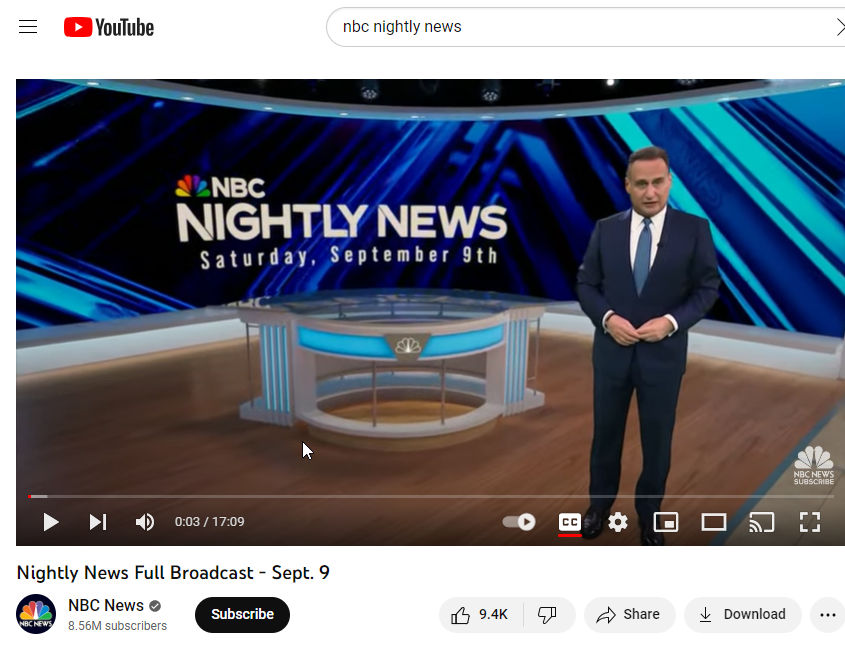 YouTube
nbc nightly news
NBC
NIGHTLY NEWS
Saturday, September 9th
NBC NEWS
SUBSCRIBE
0:03 / 17:09
CC
Nightly News Full Broadcast - Sept. 9
NBC NEWS
NBC News
8.56M subscribers
Subscribe
9.4K
Share
Download